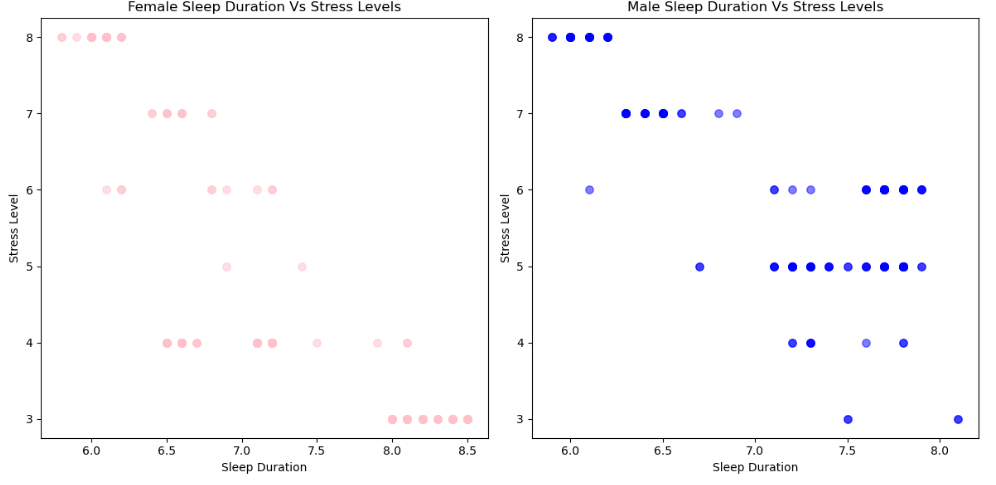 Female Sleep Duration Vs Stress Levels
8
7
6
5
4
3
Stress Level
6.0 6.5 7.0 7.5 8.0 8.5
Sleep Duration
Male Sleep Duration Vs Stress Levels
8
7
6
5
4
3
Stress Level
6.0 6.5 7.0 7.5 8.0
Sleep Duration